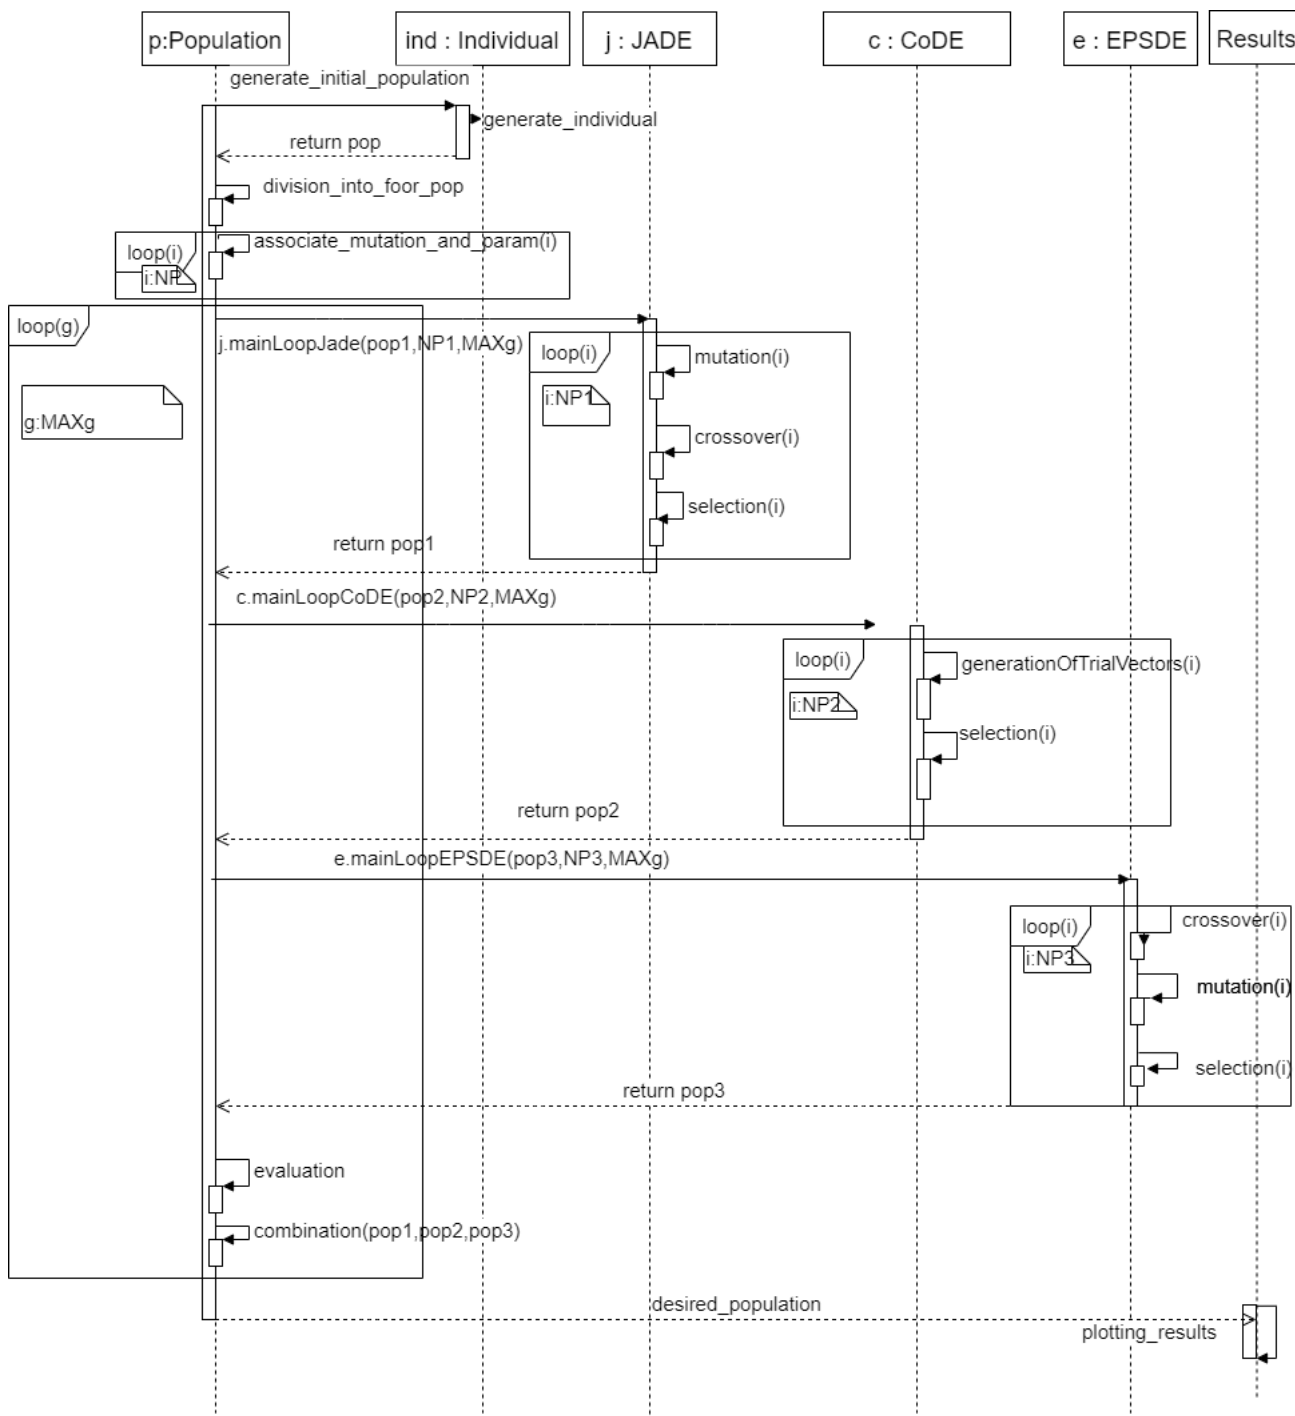 p:Population
ind : Individual
j : JADE
c : CoDE
e : EPSDE
Results
generate_initial_population
generate_individual
return pop
division_into_foor_pop
associate_mutation_and_param(i)
loop(i)
i:NP
loop(g)
j.mainLoopJade(pop1,NP1,MAXg)
loop(i)
mutation(i)
i:NP1
g:MAXg
crossover(i)
selection(i)
return pop1
c.mainLoopCoDE(pop2,NP2,MAXg)
loop(i)
generationOfTrialVectors(i)
i:NP2
selection(i)
return pop2
e.mainLoopEPSDE(pop3,NP3,MAXg)
loop(i)
crossover(i)
i:NP3
mutation(i)
selection(i)
return pop3
evaluation
combination(pop1,pop2,pop3)
desired_population
plotting_results